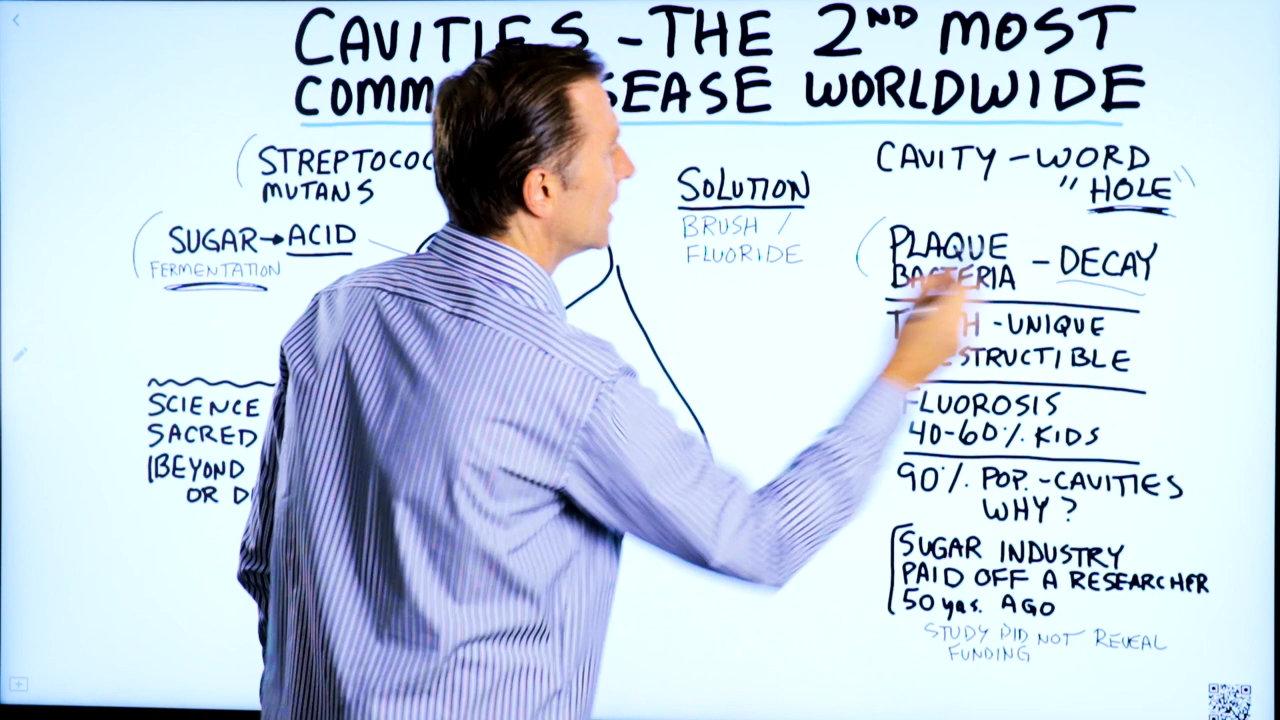 CAVITIES - THE 2ND MOST
COMM SEASE WORLDWIDE
STREPTOCOC
MUTANS
SUGAR→ACID
FERMENTATION
SCIENCE
SACRED
(BEYOND
OR D
SOLUTION
BRUSH /
FLUORIDE
CAVITY - WORD
"HOLE"
PLAQUE
BACTERIA - DECAY
- UNIQUE
STRUCTIBLE
FLUOROSIS
40-60% KIDS
90% POP. - CAVITIES
WHY?
SUGAR INDUSTRY
PAID OFF A RESEARCHER
50 yrs. AGO
STUDY DID NOT REVEAL
FUNDING